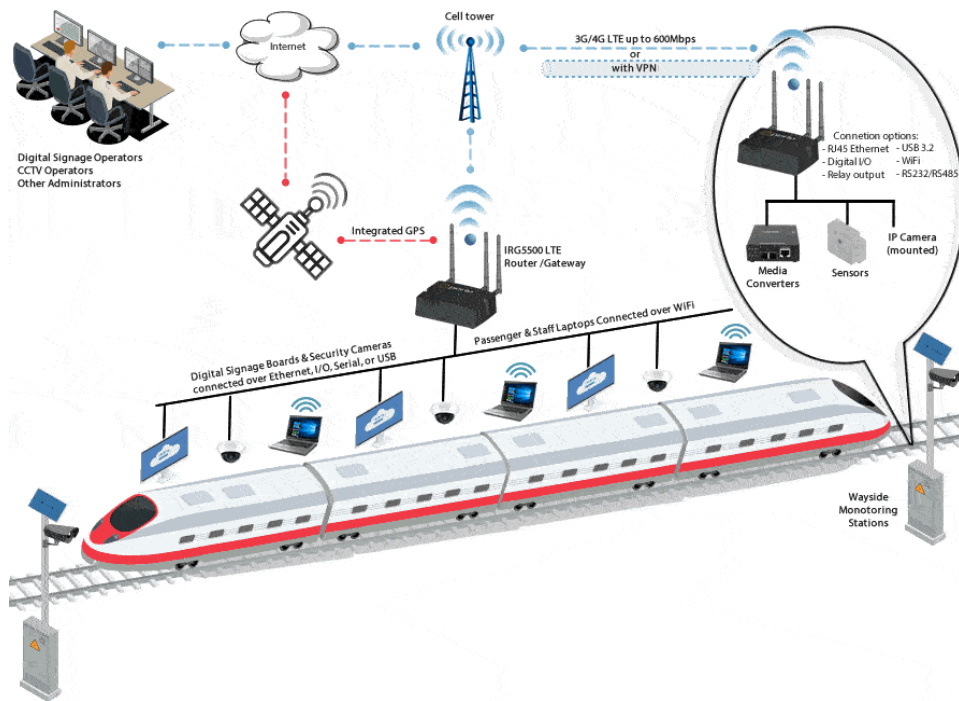 Internet
Cell tower
3G/4G LTE up to 600Mbps
or
with VPN
Connetion options:
- RJ45 Ethernet
- Digital I/O
- Relay output
- USB 3.2
- WiFi
- RS232/RS485
Digital Signage Operators
CCTV Operators
Other Administrators
Integrated GPS
IRG5500 LTE
Router /Gateway
Media
Converters
Sensors
IP Camera
(mounted)
Digital Signage Boards & Security Cameras
connected over Ethernet, I/O, Serial, or USB
Passenger & Staff Laptops Connected over WiFi
Wayside
Monotoring
Stations